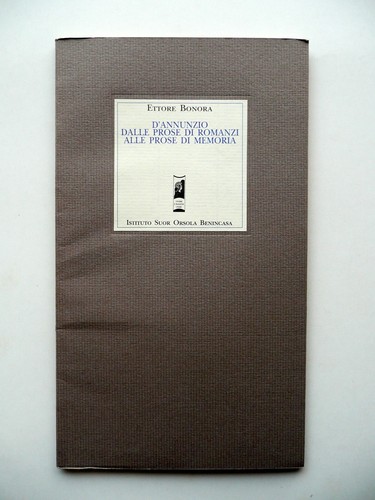 ETTORE BONORA
D'ANNUNZIO
DALLE PROSE DI ROMANZI
ALLE PROSE DI MEMORIA
ISTITUTO SUOR ORSOLA BENINCASA